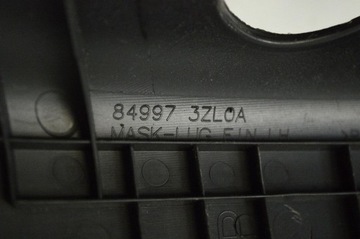 84997 3ZL0A
MASK-LUG FIN LH
R